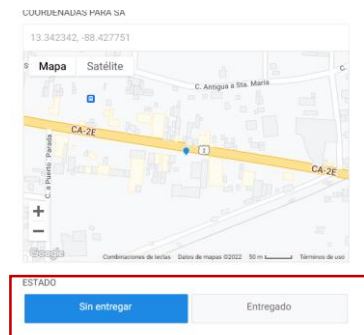 COORDENADAS PARA SA
13.342342, -88.427751
Mapa Satélite
C. Antigua a Sta. María
CA-2E
CA-2E
C. a Puerto Parada
Google
Combinaciones de teclas Datos de mapas ©2022 50 m Términos de uso
ESTADO
Sin entregar Entregado